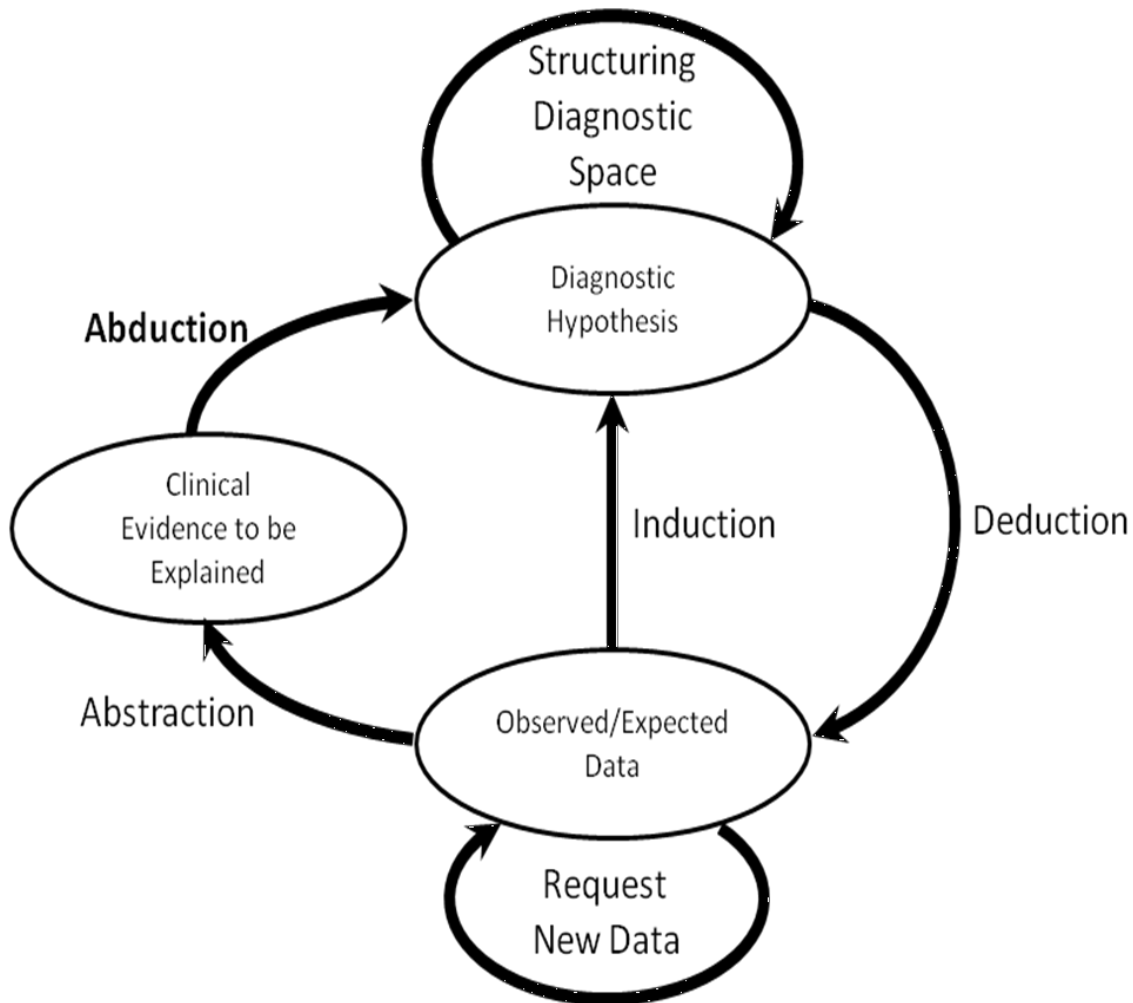 Structuring
Diagnostic
Space
Diagnostic
Hypothesis
Abduction
Clinical
Evidence to be
Explained
Induction
Deduction
Abstraction
Observed/Expected
Data
Request
New Data